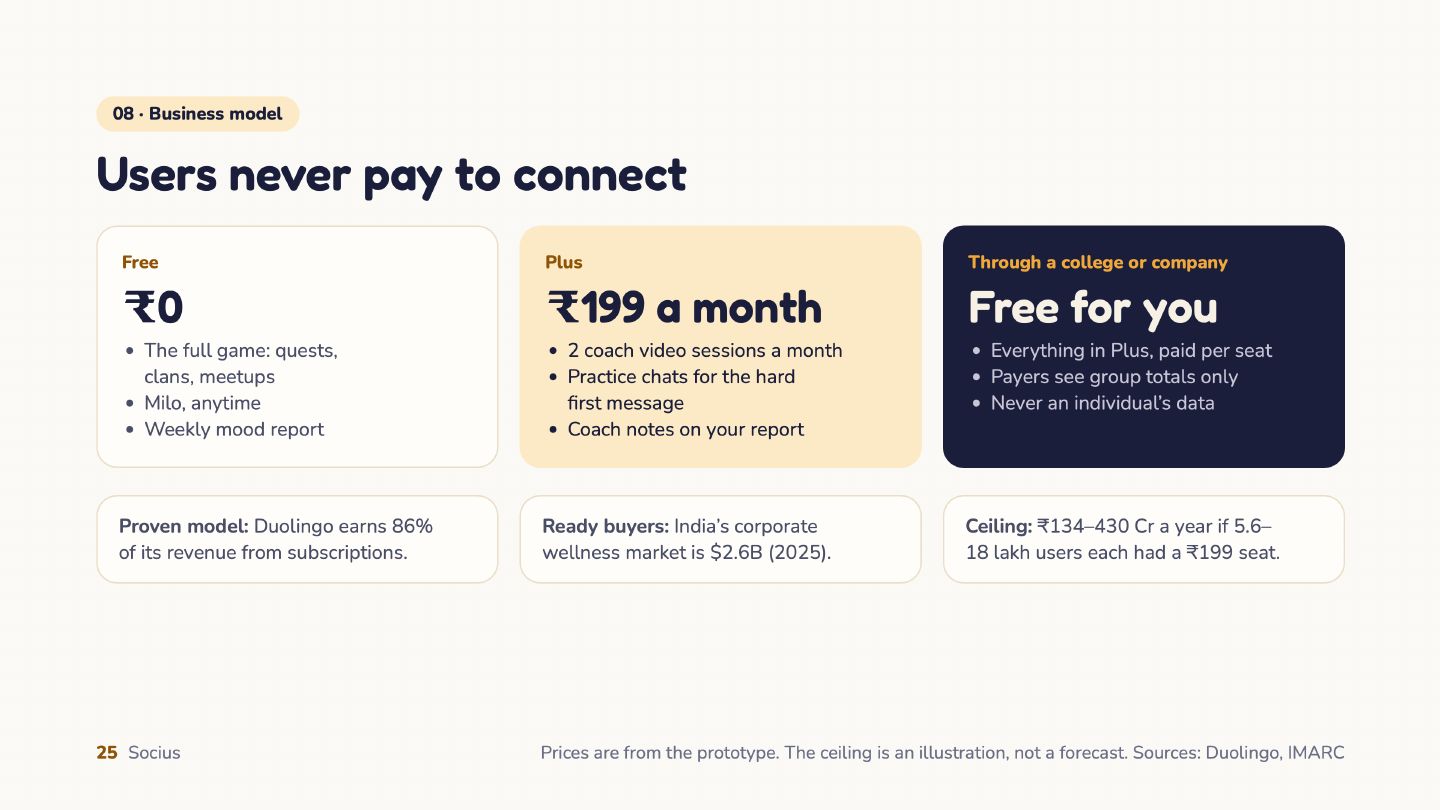 08 · Business model
Users never pay to connect
Free
₹0
• The full game: quests,
clans, meetups
• Milo, anytime
• Weekly mood report
Plus
₹199 a month
• 2 coach video sessions a month
• Practice chats for the hard
first message
• Coach notes on your report
Through a college or company
Free for you
• Everything in Plus, paid per seat
• Payers see group totals only
• Never an individual’s data
Proven model: Duolingo earns 86%
of its revenue from subscriptions.
Ready buyers: India’s corporate
wellness market is $2.6B (2025).
Ceiling: ₹134–430 Cr a year if 5.6–
18 lakh users each had a ₹199 seat.
25 Socius
Prices are from the prototype. The ceiling is an illustration, not a forecast. Sources: Duolingo, IMARC